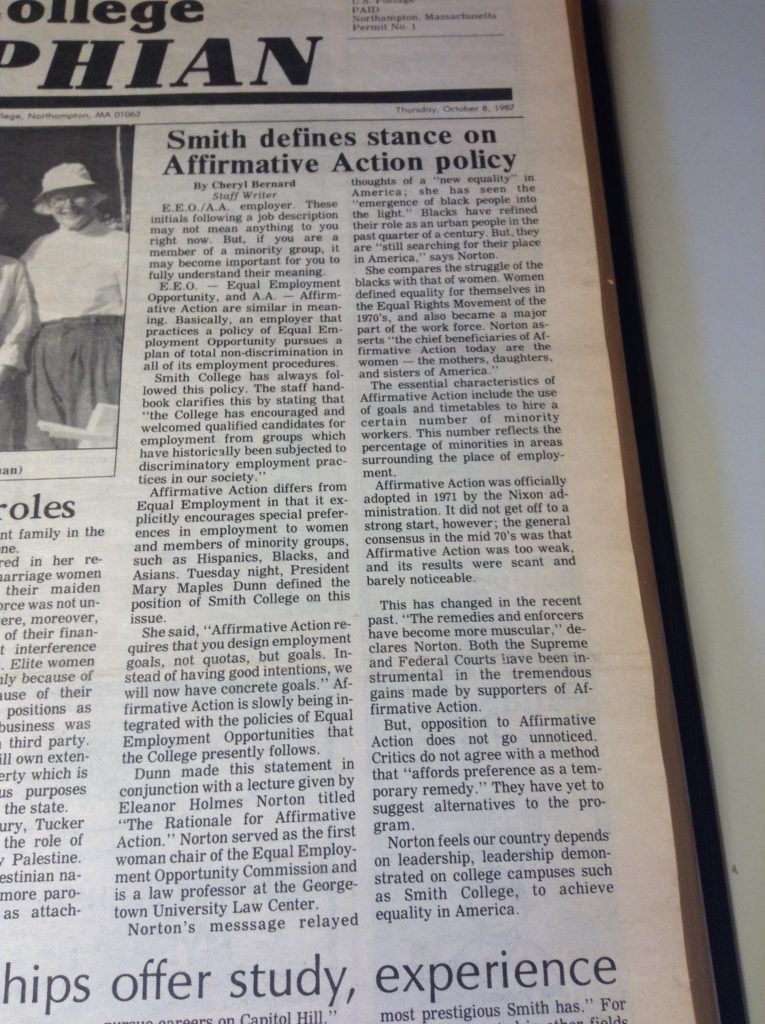 College
PHIAN
U.S. Postage
PAID
Northampton, Massachusetts
Permit No. 1
Northampton, MA 01063
Thursday, October 8, 1987
Smith defines stance on
Affirmative Action policy
By Cheryl Bernard
Staff Writer
E.E.O./A.A. employer. These
initials following a job description
may not mean anything to you
right now. But, if you are a
member of a minority group, it
may become important for you to
fully understand their meaning.
E.E.O. — Equal Employment
Opportunity, and A.A. — Affirm-
ative Action are similar in mean-
ing. Basically, an employer that
practices a policy of Equal Em-
ployment Opportunity pursues a
plan of total non-discrimination in
all of its employment procedures.
Smith College has always fol-
lowed this policy. The staff hand-
book clarifies this by stating that
"the College has encouraged and
welcomed qualified candidates for
employment from groups which
have historically been subjected to
discriminatory employment prac-
tices in our society."
Affirmative Action differs from
Equal Employment in that it ex-
plicitly encourages special prefer-
ences in employment to women
and members of minority groups,
such as Hispanics, Blacks, and
Asians. Tuesday night, President
Mary Maples Dunn defined the
position of Smith College on this
issue.
She said, "Affirmative Action re-
quires that you design employment
goals, not quotas, but goals. In-
stead of having good intentions, we
will now have concrete goals." Af-
firmative Action is slowly being in-
tegrated with the policies of Equal
Employment Opportunities that
the College presently follows.
Dunn made this statement in
conjunction with a lecture given by
Eleanor Holmes Norton titled
"The Rationale for Affirmative
Action." Norton served as the first
woman chair of the Equal Employ-
ment Opportunity Commission and
is a law professor at the George-
town University Law Center.
Norton's messsage relayed
thoughts of a "new equality" in
America; she has seen the
"emergence of black people into
the light." Blacks have refined
their role as an urban people in the
past quarter of a century. But, they
are "still searching for their place
in America," says Norton.
She compares the struggle of the
blacks with that of women. Women
defined equality for themselves in
the Equal Rights Movement of the
1970's, and also became a major
part of the work force. Norton as-
serts "the chief beneficiaries of Af-
firmative Action today are the
women — the mothers, daughters,
and sisters of America."
The essential characteristics of
Affirmative Action include the use
of goals and timetables to hire a
certain number of minority
workers. This number reflects the
percentage of minorities in areas
surrounding the place of employ-
ment.
Affirmative Action was officially
adopted in 1971 by the Nixon ad-
ministration. It did not get off to a
strong start, however; the general
consensus in the mid 70's was that
Affirmative Action was too weak,
and its results were scant and
barely noticeable.
This has changed in the recent
past. "The remedies and enforcers
have become more muscular," de-
clares Norton. Both the Supreme
and Federal Courts have been in-
strumental in the tremendous
gains made by supporters of Af-
firmative Action.
But, opposition to Affirmative
Action does not go unnoticed.
Critics do not agree with a method
that "affords preference as a tem-
porary remedy." They have yet to
suggest alternatives to the pro-
gram.
Norton feels our country depends
on leadership, leadership demon-
strated on college campuses such
as Smith College, to achieve
equality in America.
roles
nt family in the
ne.
red in her re-
marriage women
their maiden
orce was not un-
ere, moreover,
of their finan-
t interference
. Elite women
nly because of
ause of their
positions as
business was
third party.
ill own exten-
erty which is
us purposes
the state.
ury, Tucker
the role of
y Palestine.
estinian na-
more paro-
as attach-
hips offer study, experience
pursue careers on Capitol Hill."
most prestigious Smith has." For